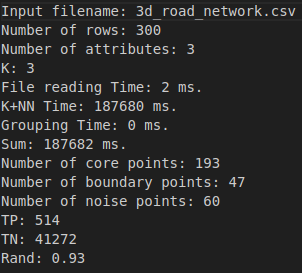 Input filename: 3d_road_network.csv
Number of rows: 300
Number of attributes: 3
K: 3
File reading Time: 2 ms.
K+NN Time: 187680 ms.
Grouping Time: 0 ms.
Sum: 187682 ms.
Number of core points: 193
Number of boundary points: 47
Number of noise points: 60
TP: 514
TN: 41272
Rand: 0.93